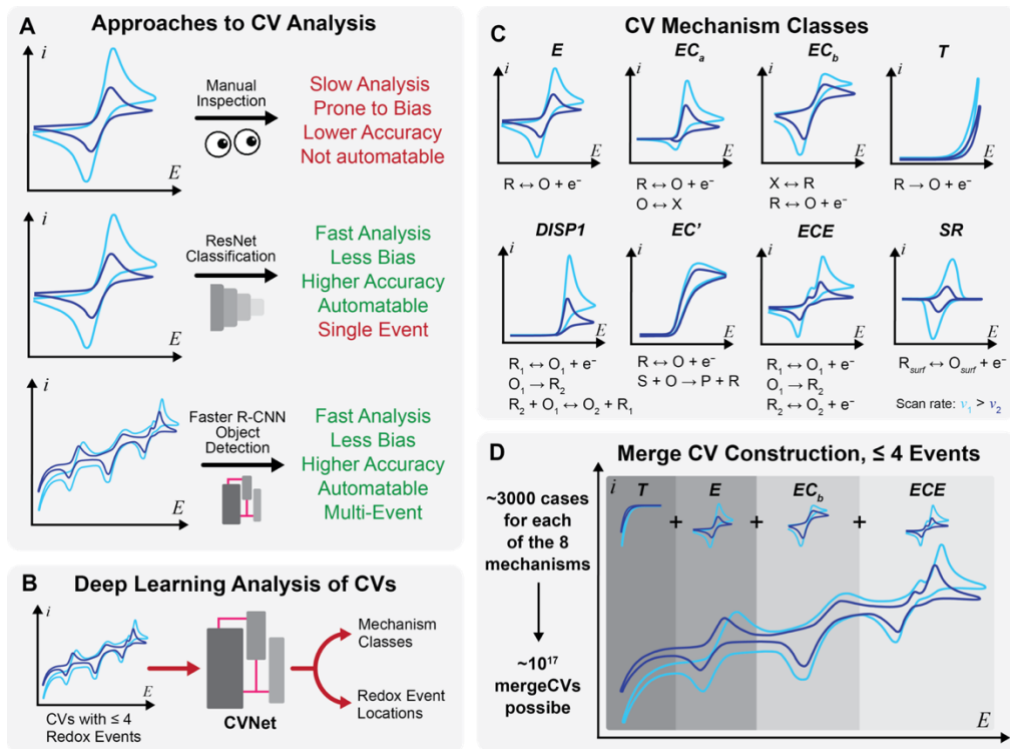 A
Approaches to CV Analysis
i
E
Manual
Inspection
Slow Analysis
Prone to Bias
Lower Accuracy
Not automatable
i
E
ResNet
Classification
Fast Analysis
Less Bias
Higher Accuracy
Automatable
Single Event
i
E
Faster R-CNN
Object
Detection
Fast Analysis
Less Bias
Higher Accuracy
Automatable
Multi-Event
B
Deep Learning Analysis of CVs
i
E
CVs with ≤ 4
Redox Events
CVNet
Mechanism
Classes
Redox Event
Locations
C
CV Mechanism Classes
E
i
E
R ↔ O + e⁻
ECₐ
i
E
R ↔ O + e⁻
O ↔ X
EC_b
i
E
X ↔ R
R ↔ O + e⁻
T
i
E
R → O + e⁻
DISP1
i
E
R₁ ↔ O₁ + e⁻
O₁ → R₂
R₂ + O₁ ↔ O₂ + R₁
EC'
i
E
R ↔ O + e⁻
S + O → P + R
ECE
i
E
R₁ ↔ O₁ + e⁻
O₁ → R₂
R₂ ↔ O₂ + e⁻
SR
i
E
R_surf ↔ O_surf + e⁻
Scan rate: v₁ > v₂
D
Merge CV Construction, ≤ 4 Events
~3000 cases
for each
of the 8
mechanisms
~10¹⁷
mergeCVs
possibe
i
T + E + EC_b + ECE
E